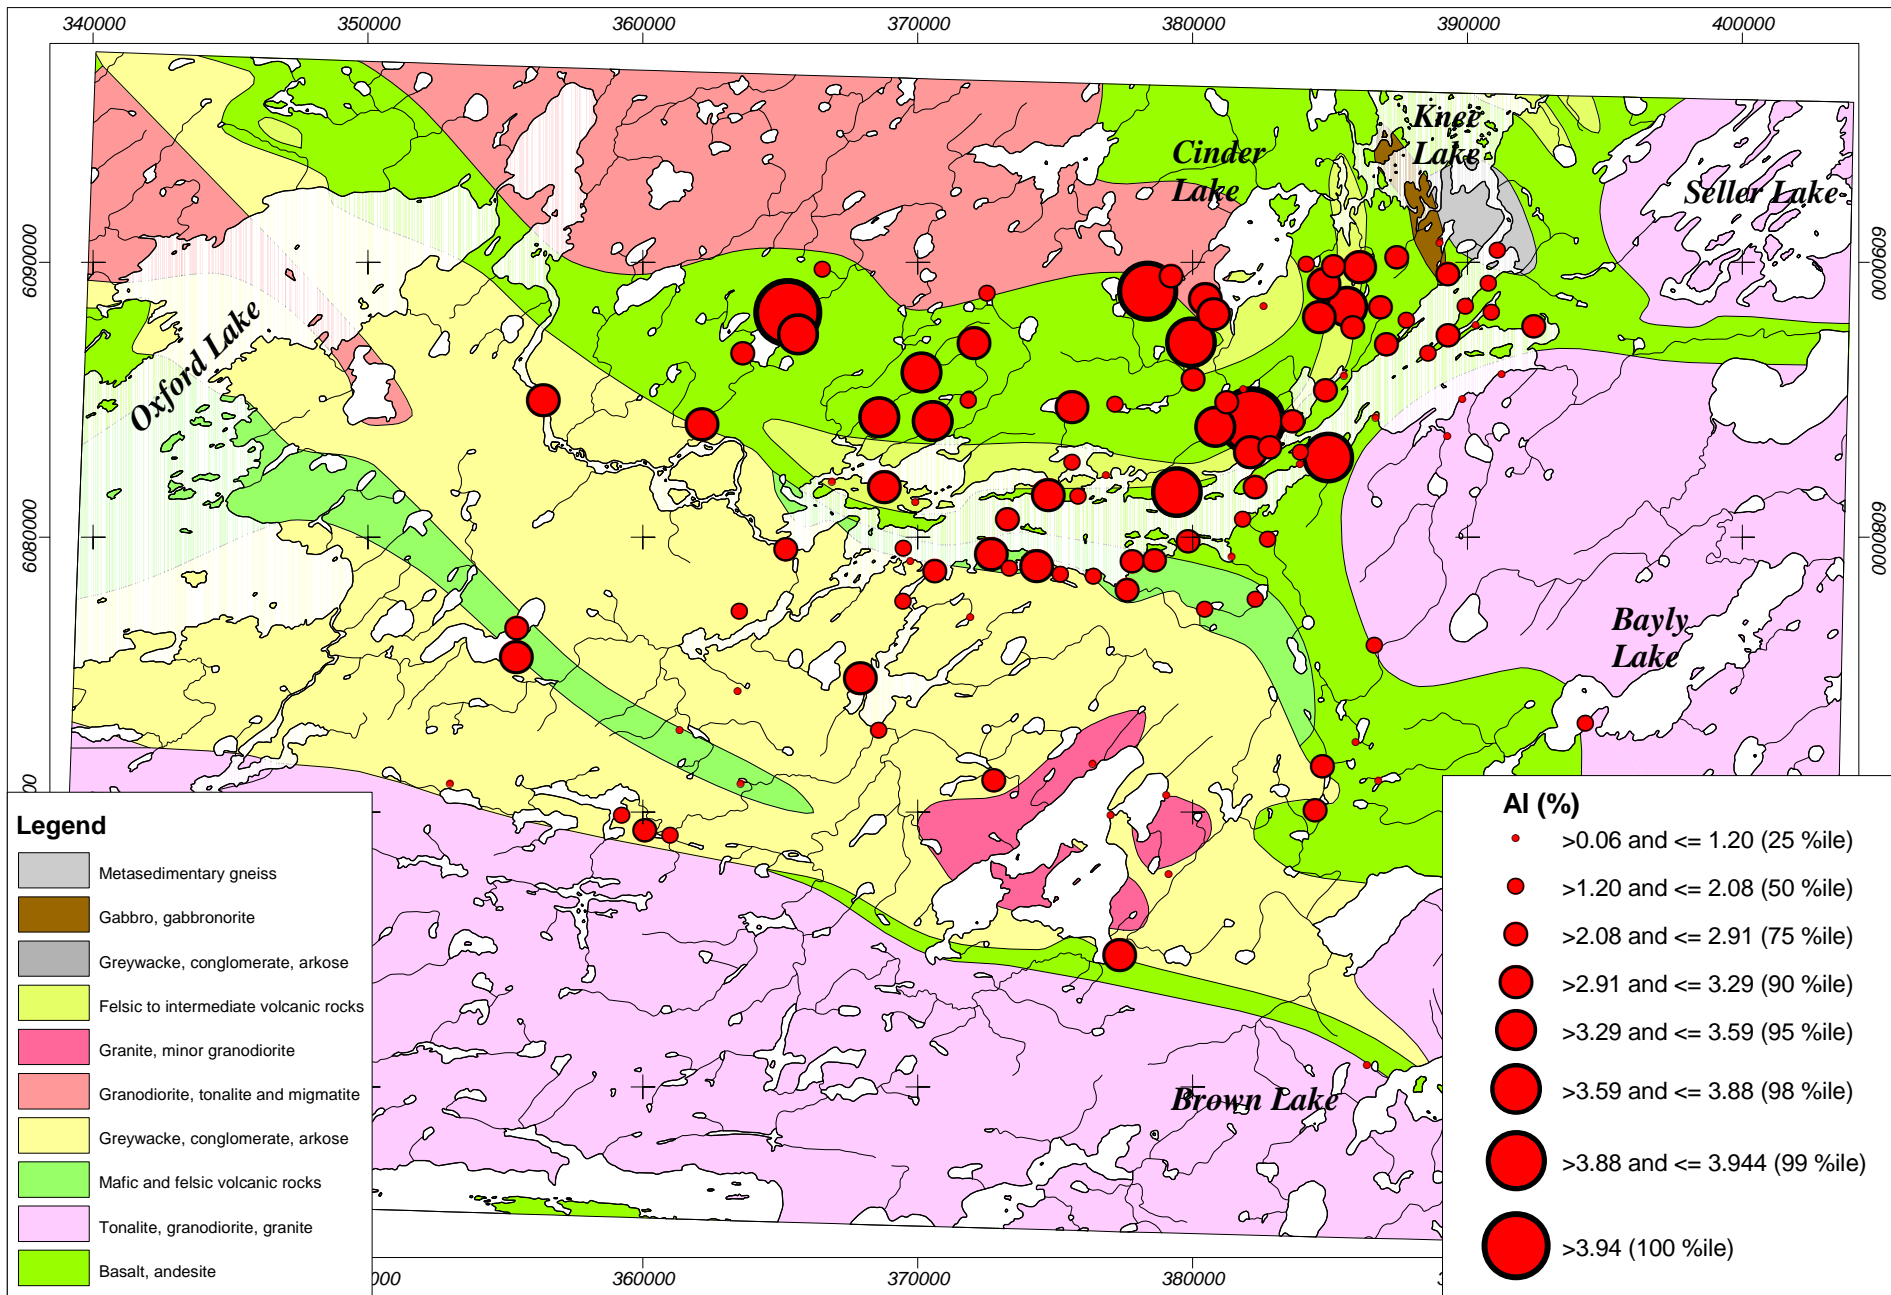 340000 350000 360000 370000 380000 390000 400000
Knee
Lake
Cinder
Lake
Seller Lake
6090000
6090000
Oxford Lake
6080000
6080000
Bayly
Lake
Brown Lake
Legend
Metasedimentary gneiss
Gabbro, gabbronorite
Greywacke, conglomerate, arkose
Felsic to intermediate volcanic rocks
Granite, minor granodiorite
Granodiorite, tonalite and migmatite
Greywacke, conglomerate, arkose
Mafic and felsic volcanic rocks
Tonalite, granodiorite, granite
Basalt, andesite
Al (%)
>0.06 and <= 1.20 (25 %ile)
>1.20 and <= 2.08 (50 %ile)
>2.08 and <= 2.91 (75 %ile)
>2.91 and <= 3.29 (90 %ile)
>3.29 and <= 3.59 (95 %ile)
>3.59 and <= 3.88 (98 %ile)
>3.88 and <= 3.944 (99 %ile)
>3.94 (100 %ile)
360000 370000 380000